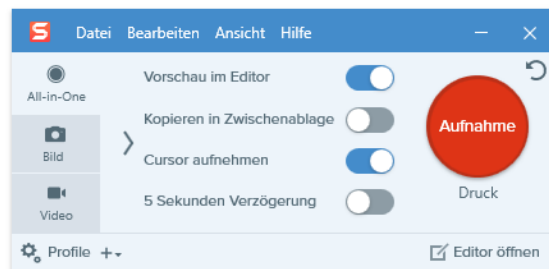 S Datei Bearbeiten Ansicht Hilfe
All-in-One
Bild
Video
Vorschau im Editor
Kopieren in Zwischenablage
Cursor aufnehmen
5 Sekunden Verzögerung
Aufnahme
Druck
Profile
Editor öffnen